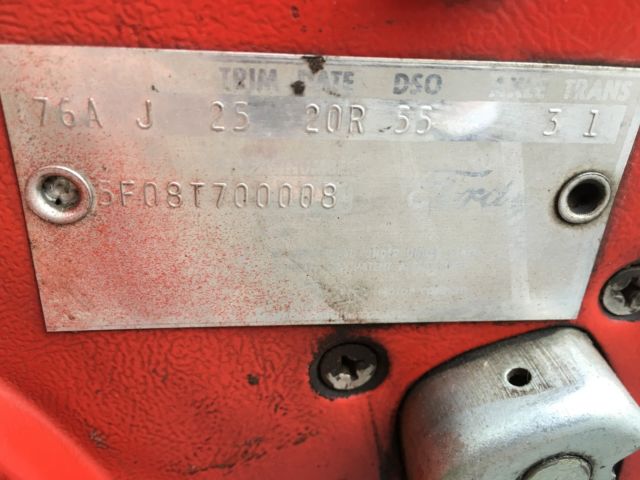 TRIM DATE DSO AXLE TRANS
76A J 25 20R 55 3 1
5F08T700008 Ford